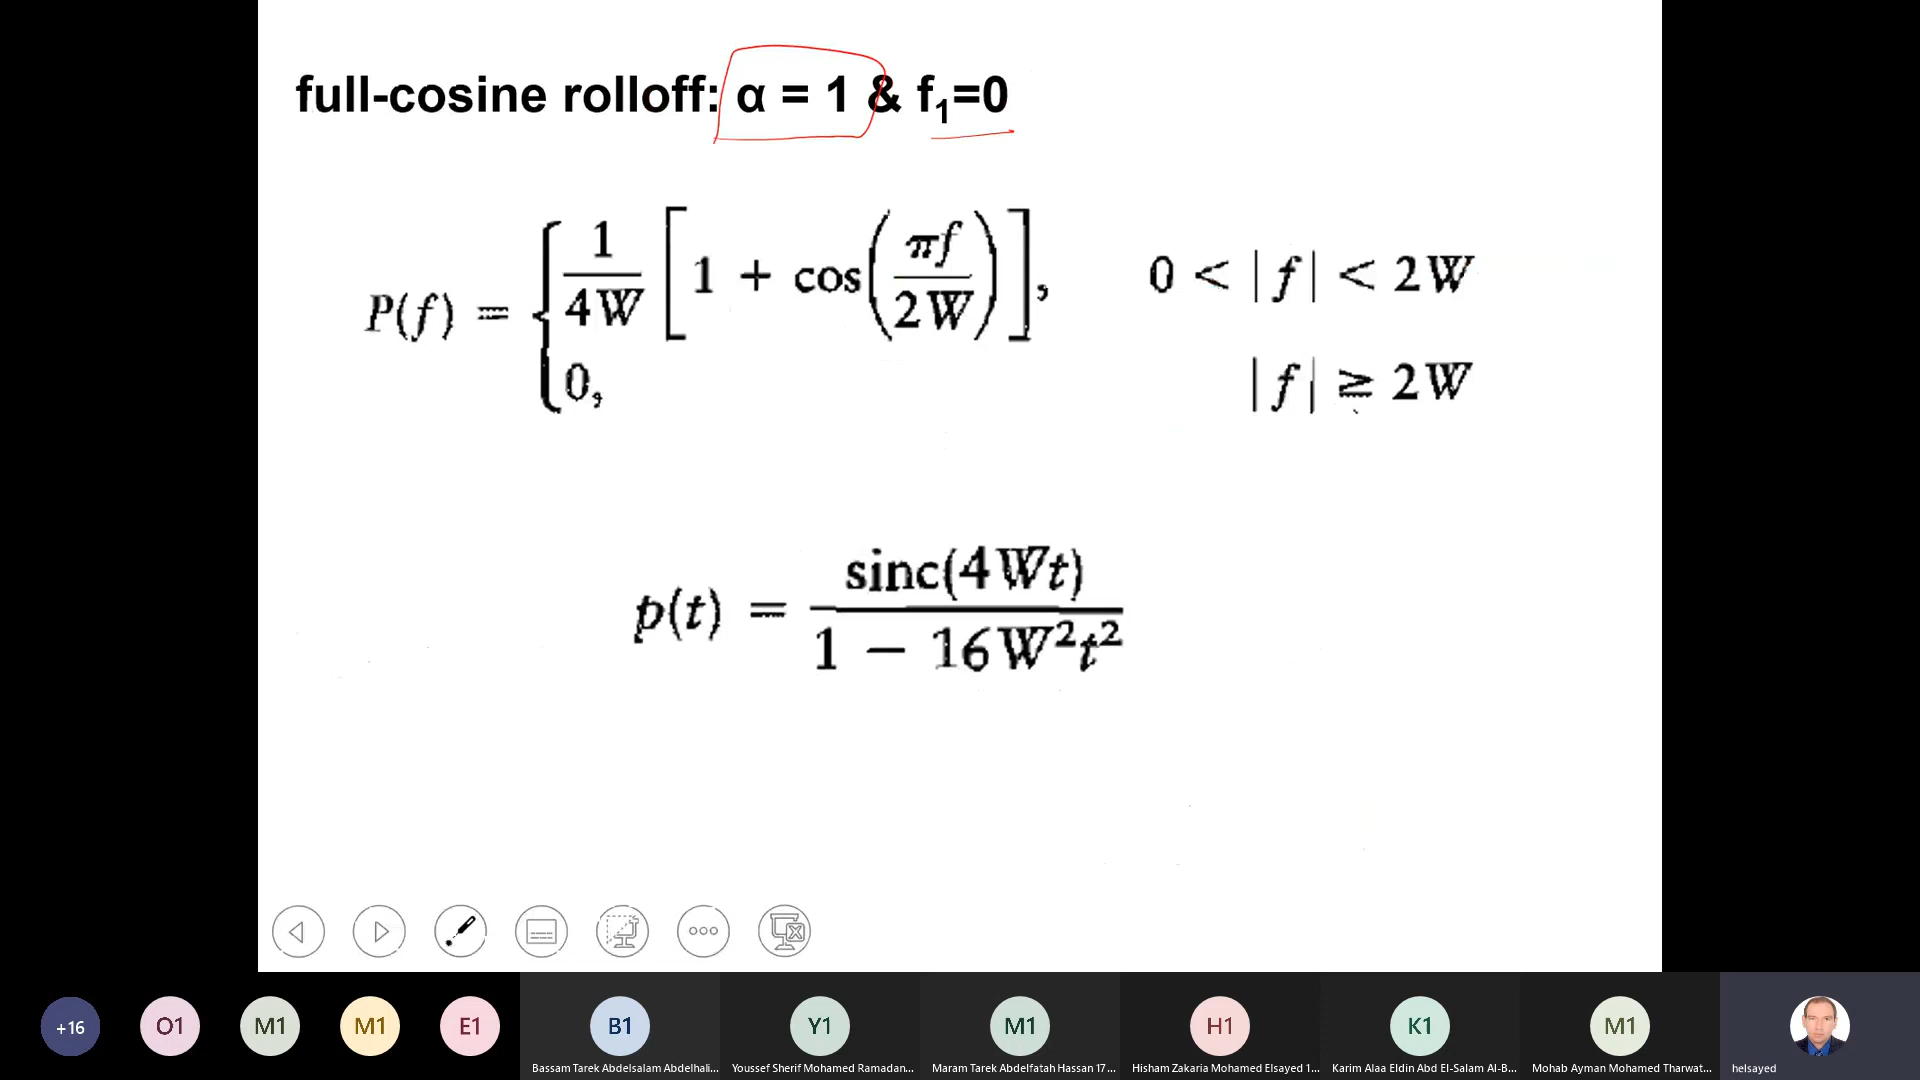 full-cosine rolloff: α = 1 & f₁=0
P(f) = { 1/4W [1 + cos(πf/2W)], 0 < |f| < 2W
0, |f| ≥ 2W
p(t) = sinc(4Wt) / 1 − 16W²t²
+16
O1
M1
M1
E1
B1
Y1
M1
H1
K1
M1
Bassam Tarek Abdelsalam Abdelhali...
Youssef Sherif Mohamed Ramadan...
Maram Tarek Abdelfatah Hassan 17...
Hisham Zakaria Mohamed Elsayed 1...
Karim Alaa Eldin Abd El-Salam Al-B...
Mohab Ayman Mohamed Tharwat...
helsayed